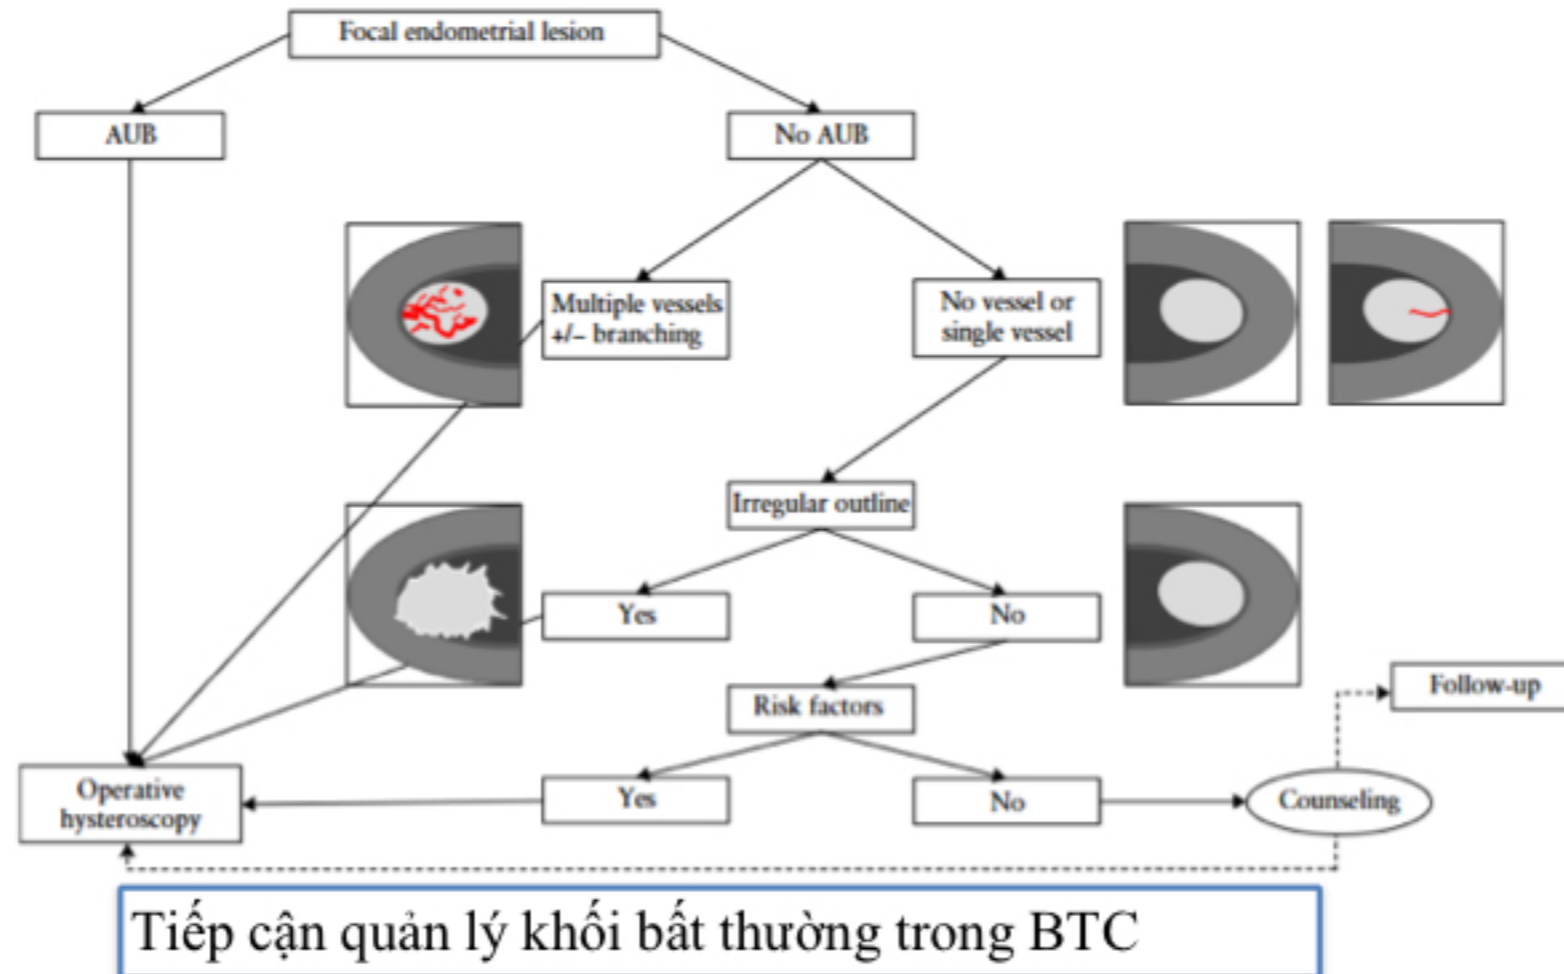 Focal endometrial lesion
AUB
No AUB
Multiple vessels
+/– branching
No vessel or
single vessel
Irregular outline
Yes
No
Risk factors
Follow-up
Operative
hysteroscopy
Yes
No
Counseling
Tiếp cận quản lý khối bất thường trong BTC